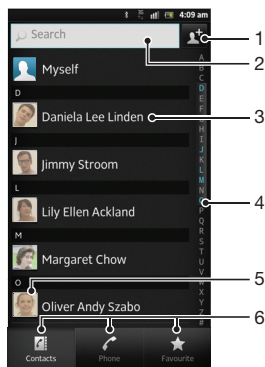 4:09 am
Search
1
2
Myself
D
Daniela Lee Linden
3
J
Jimmy Stroom
L
Lily Ellen Ackland
4
M
Margaret Chow
O
5
Oliver Andy Szabo
6
Contacts
Phone
Favourite
A
B
C
D
E
F
H
I
J
K
L
M
N
O
P
Q
R
S
T
U
V
W
X
Y
Z
#